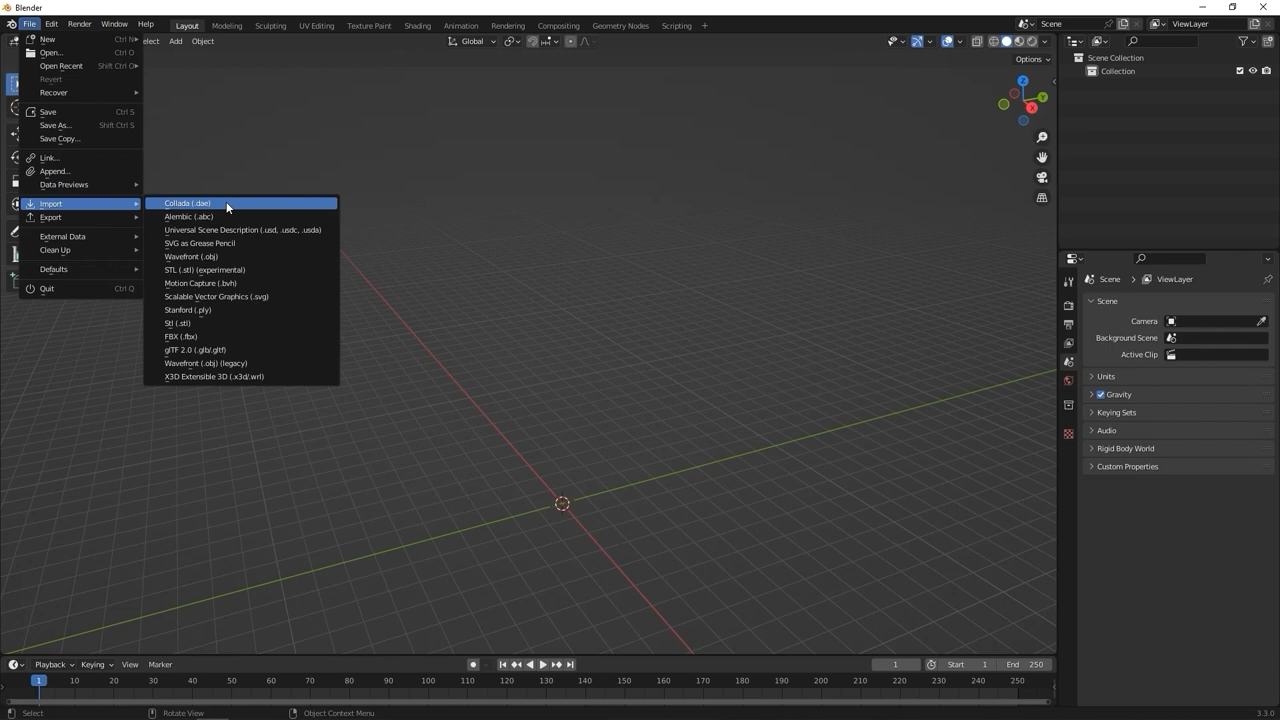 Blender
File Edit Render Window Help Layout Modeling Sculpting UV Editing Texture Paint Shading Animation Rendering Compositing Geometry Nodes Scripting + Scene ViewLayer
elect Add Object Global
Options
New Ctrl N
Open... Ctrl O
Open Recent Shift Ctrl O
Revert
Recover
Save Ctrl S
Save As... Shift Ctrl S
Save Copy...
Link...
Append...
Data Previews
Import
Export
External Data
Clean Up
Defaults
Quit Ctrl Q
Collada (.dae)
Alembic (.abc)
Universal Scene Description (.usd, .usdc, .usda)
SVG as Grease Pencil
Wavefront (.obj)
STL (.stl) (experimental)
Motion Capture (.bvh)
Scalable Vector Graphics (.svg)
Stanford (.ply)
Stl (.stl)
FBX (.fbx)
glTF 2.0 (.glb/.gltf)
Wavefront (.obj) (legacy)
X3D Extensible 3D (.x3d/.wrl)
Z
Y
X
Scene Collection
Collection
Scene ViewLayer
Scene
Camera
Background Scene
Active Clip
Units
Gravity
Keying Sets
Audio
Rigid Body World
Custom Properties
Playback Keying View Marker 1 Start 1 End 250
1 10 20 30 40 50 60 70 80 90 100 110 120 130 140 150 160 170 180 190 200 210 220 230 240 250
Select Rotate View Object Context Menu 3.3.0